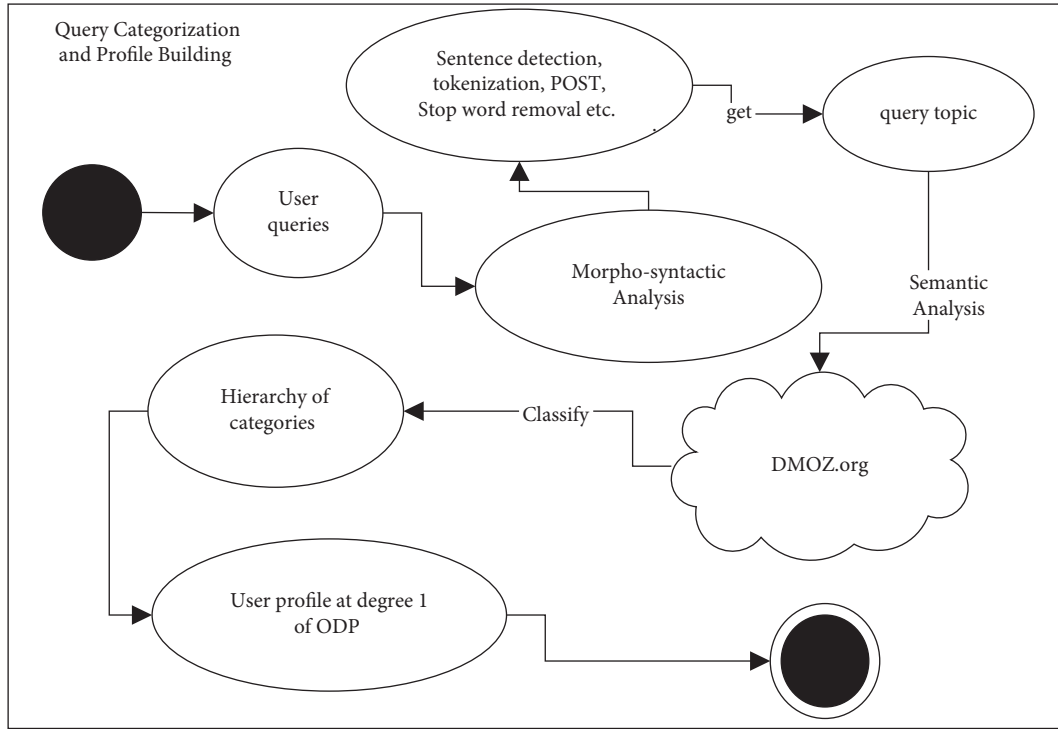 Query Categorization
and Profile Building
Sentence detection,
tokenization, POST,
Stop word removal etc.
.
get
query topic
User
queries
Morpho-syntactic
Analysis
Semantic
Analysis
Hierarchy of
categories
Classify
DMOZ.org
User profile at degree 1
of ODP